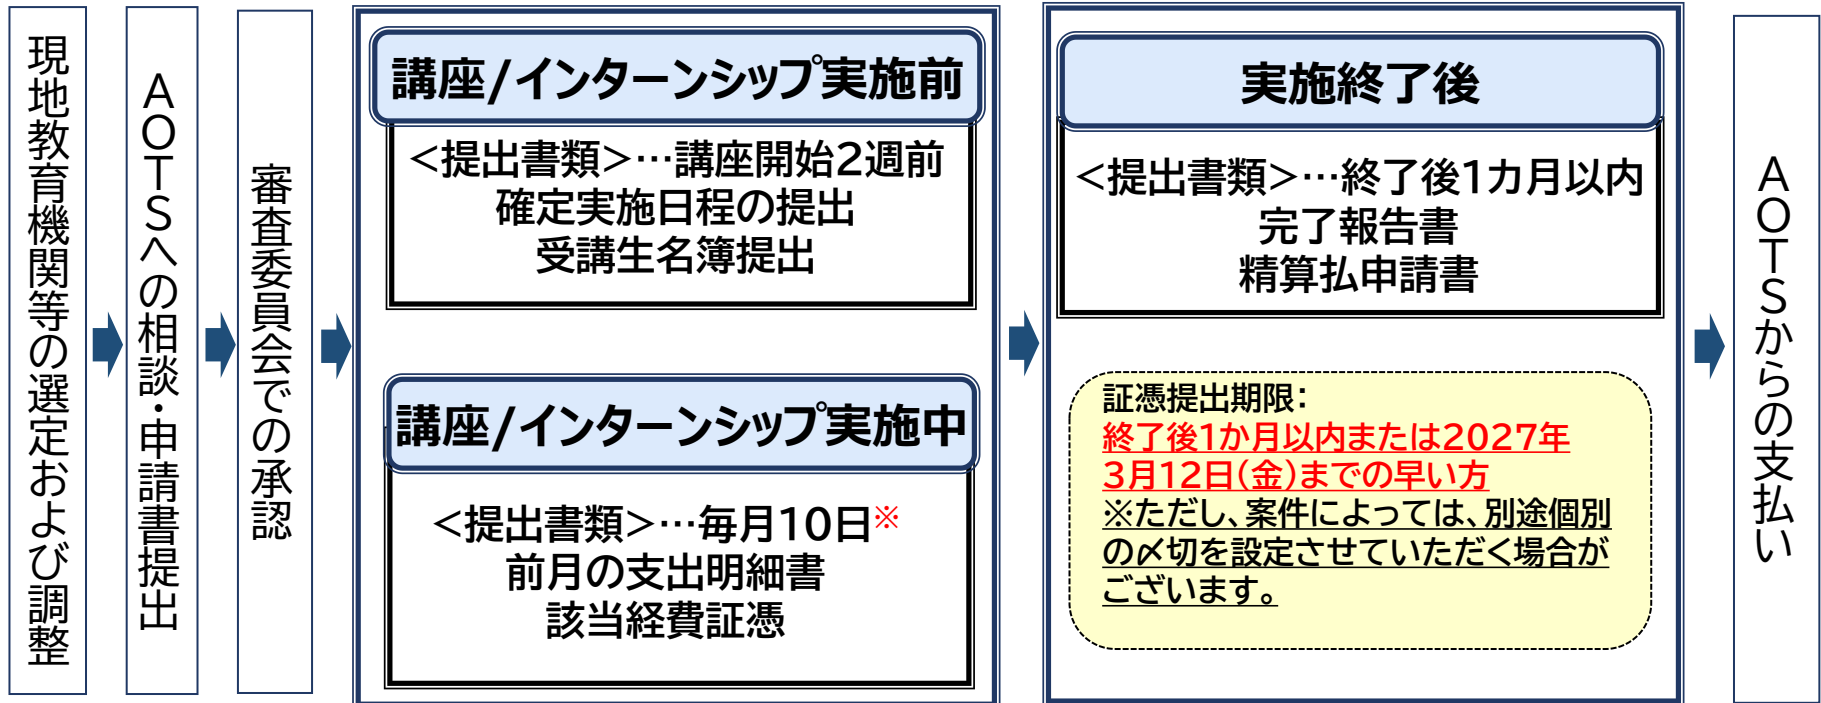 現地教育機関等の選定および調整
AOTSへの相談・申請書提出
審査委員会での承認
講座/インターンシップ実施前
<提出書類>…講座開始2週前
確定実施日程の提出
受講生名簿提出
講座/インターンシップ実施中
<提出書類>…毎月10日※
前月の支出明細書
該当経費証憑
実施終了後
<提出書類>…終了後1カ月以内
完了報告書
精算払申請書
証憑提出期限：
終了後1か月以内または2027年
3月12日(金)までの早い方
※ただし、案件によっては、別途個別
の〆切を設定させていただく場合が
ございます。
AOTSからの支払い